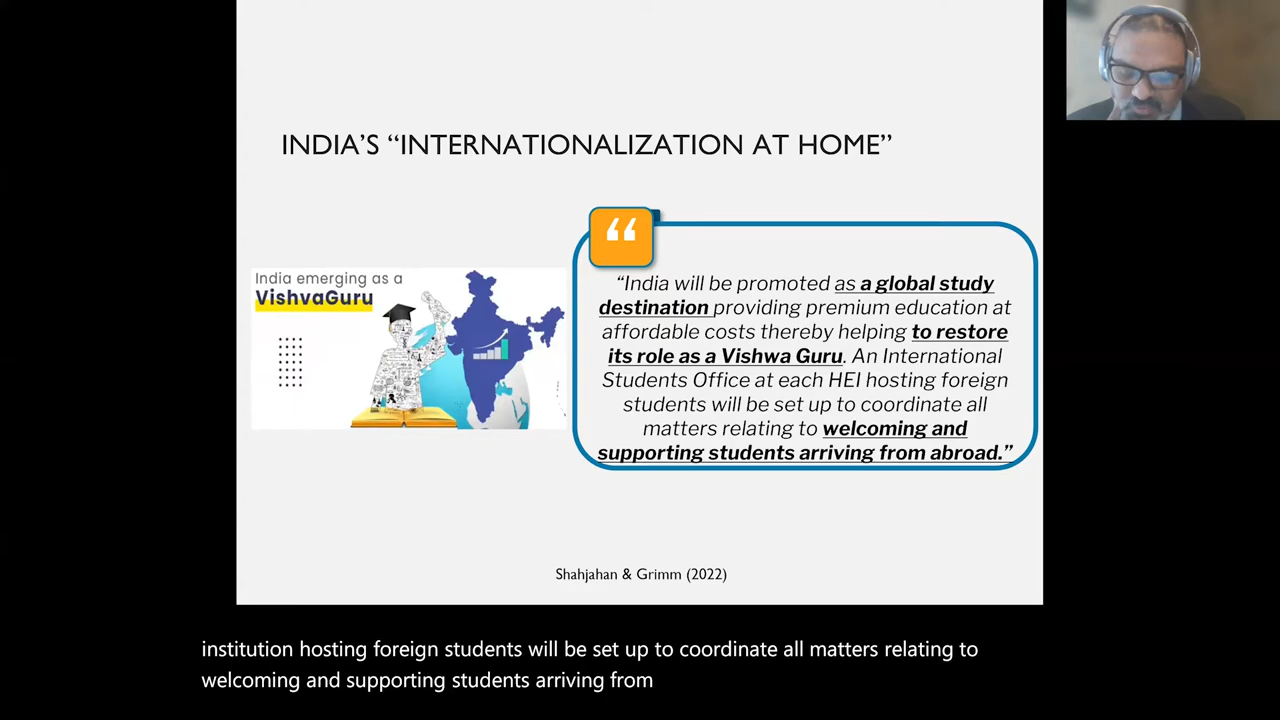 INDIA’S “INTERNATIONALIZATION AT HOME”
India emerging as a
VishvaGuru
“
“India will be promoted as a global study
destination providing premium education at
affordable costs thereby helping to restore
its role as a Vishwa Guru. An International
Students Office at each HEI hosting foreign
students will be set up to coordinate all
matters relating to welcoming and
supporting students arriving from abroad.”
Shahjahan & Grimm (2022)
institution hosting foreign students will be set up to coordinate all matters relating to
welcoming and supporting students arriving from